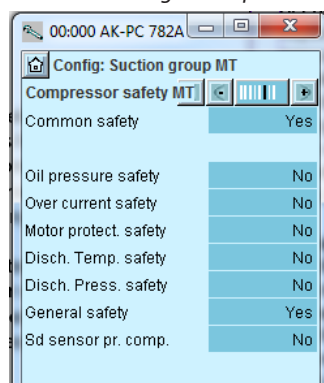 00:000 AK-PC 782A
Config: Suction group MT
Compressor safety MT
Common safety Yes
Oil pressure safety No
Over current safety No
Motor protect. safety No
Disch. Temp. safety No
Disch. Press. safety No
General safety Yes
Sd sensor pr. comp. No